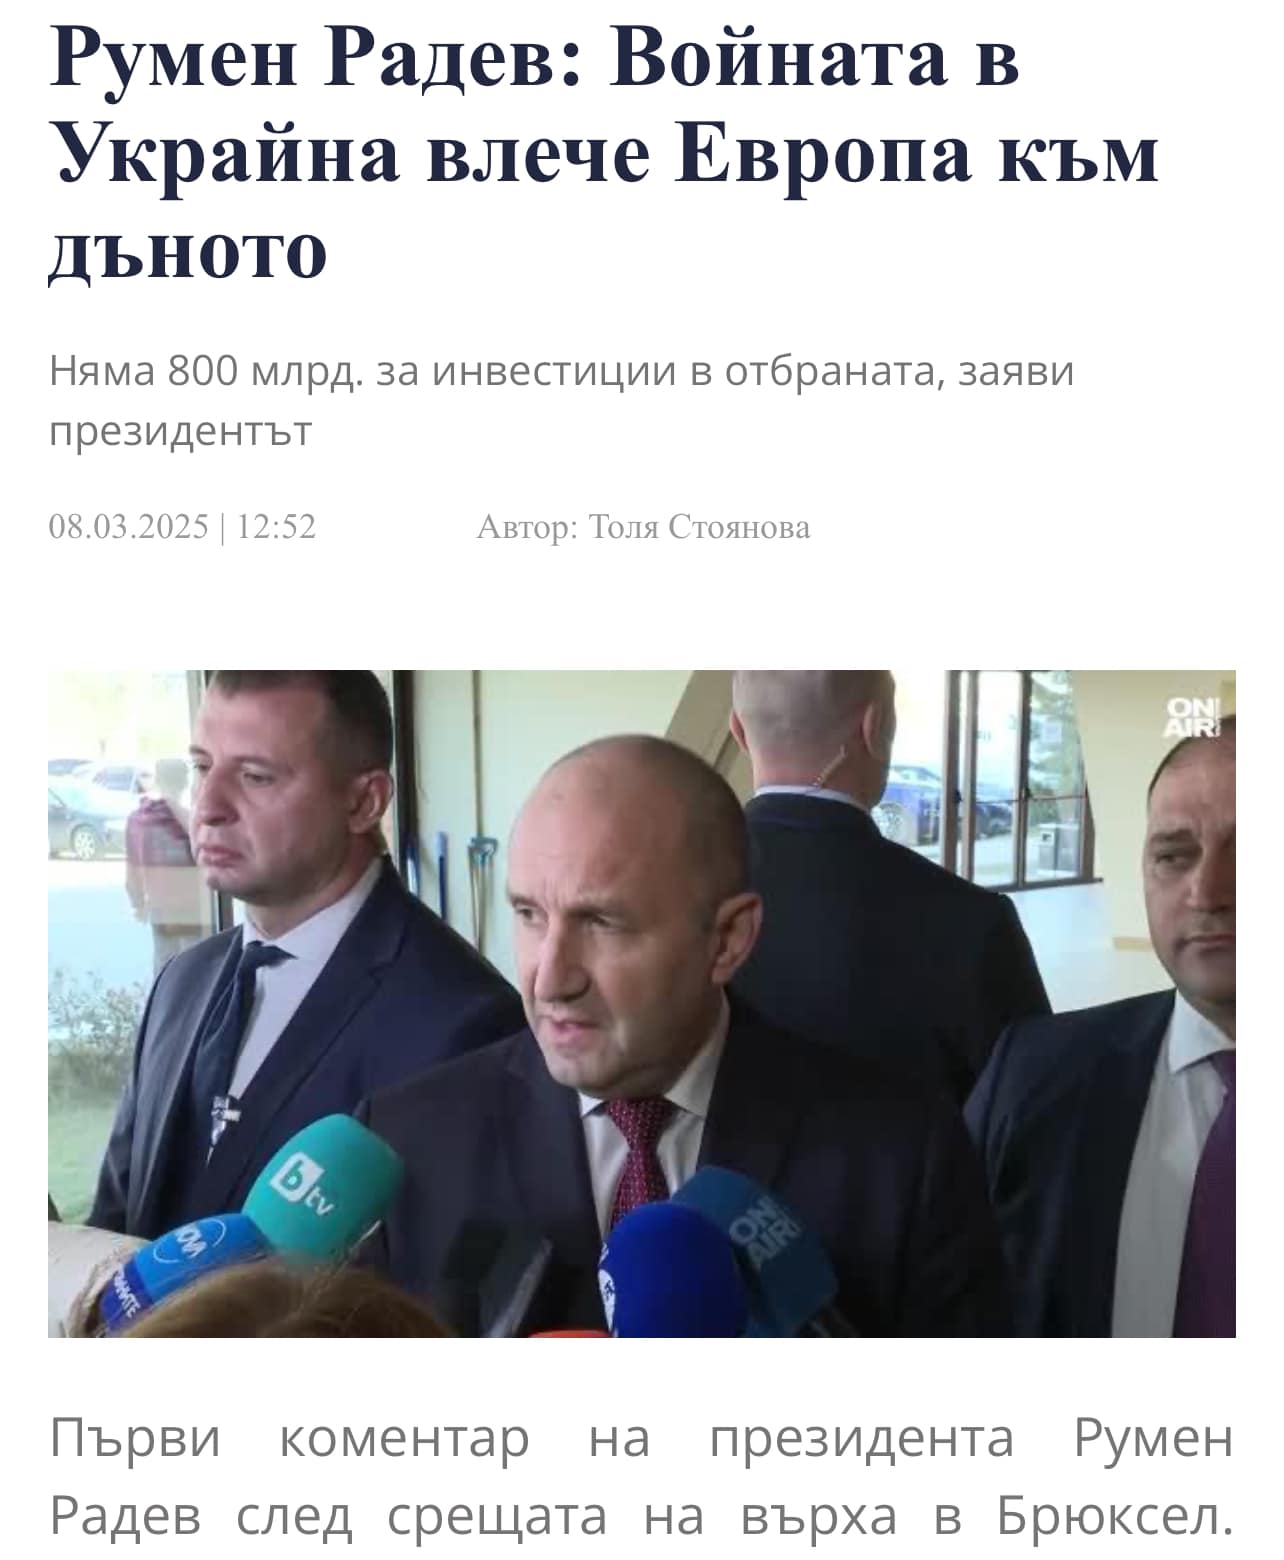 Румен Радев: Войната в
Украйна влече Европа към
дъното
Няма 800 млрд. за инвестиции в отбраната, заяви
президентът
08.03.2025 | 12:52 Автор: Толя Стоянова
ON
AIR
btv
ON
AIR
Първи коментар на президента Румен
Радев след срещата на върха в Брюксел.